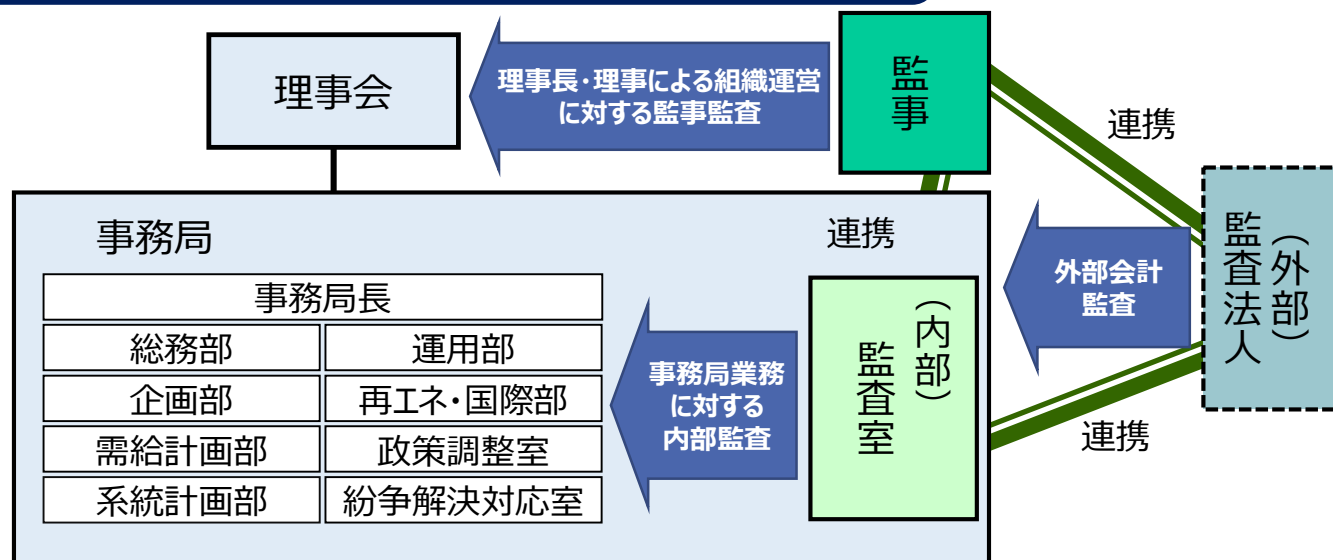 理事会
理事長・理事による組織運営
に対する監事監査
監事
連携
事務局
連携
事務局長
総務部
運用部
企画部
再エネ・国際部
需給計画部
政策調整室
系統計画部
紛争解決対応室
事務局業務
に対する
内部監査
(内部)
監査室
外部会計
監査
(外部)
監査法人
連携